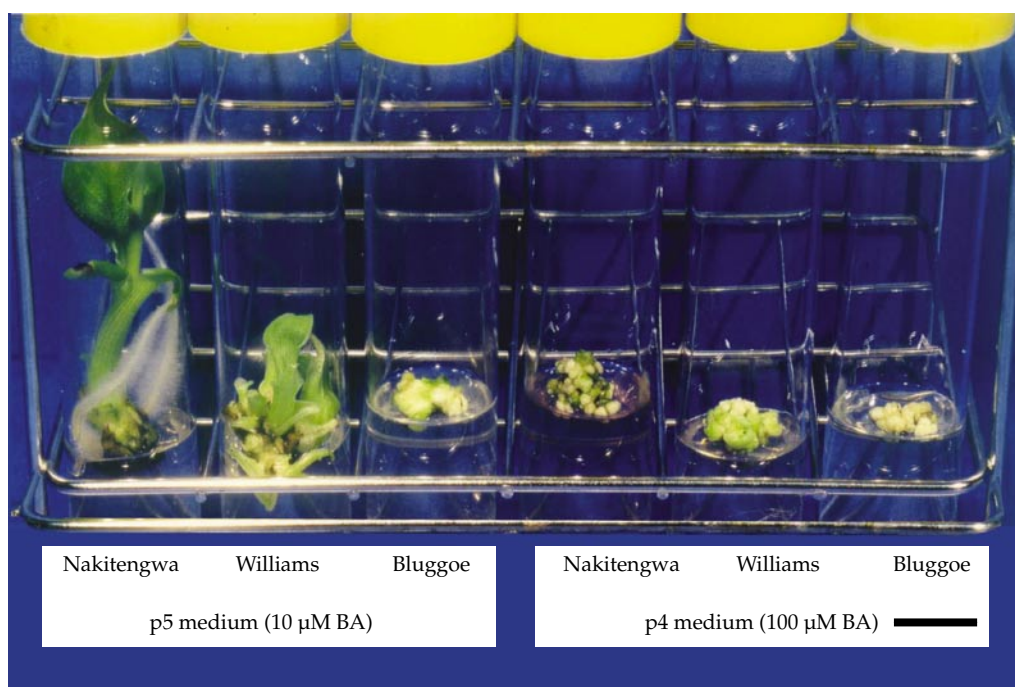 Nakitengwa Williams Bluggoe
p5 medium (10 µM BA)
Nakitengwa Williams Bluggoe
p4 medium (100 µM BA)